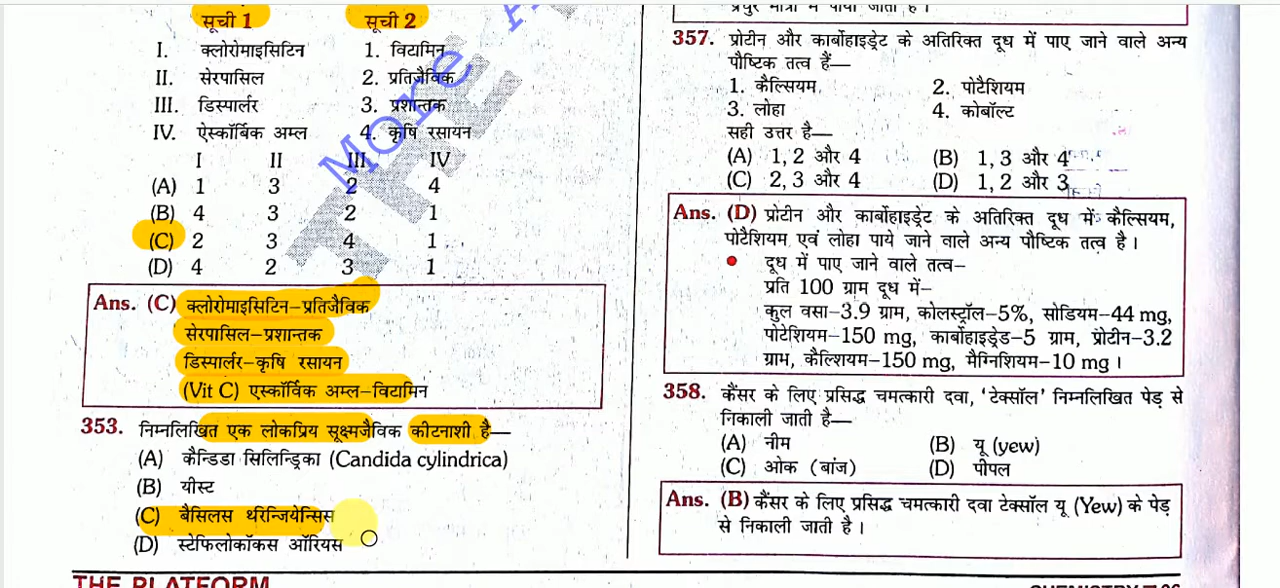 सूची 1 सूची 2
I. क्लोरोमाइसिटिन 1. विटामिन
II. सेरपासिल 2. प्रतिजैविक
III. डिस्पार्लर 3. प्रशान्तक
IV. ऐस्कॉर्बिक अम्ल 4. कृषि रसायन
I II III IV
(A) 1 3 2 4
(B) 4 3 2 1
(C) 2 3 4 1
(D) 4 2 3 1
Ans. (C) क्लोरोमाइसिटिन–प्रतिजैविक
सेरपासिल–प्रशान्तक
डिस्पार्लर–कृषि रसायन
(Vit C) एस्कॉर्विक अम्ल–विटामिन
353. निम्नलिखित एक लोकप्रिय सूक्ष्मजैविक कीटनाशी है—
(A) कैन्डिडा सिलिन्ड्रिका (Candida cylindrica)
(B) यीस्ट
(C) बैसिलस थरिन्जियेन्सिस
(D) स्टेफिलोकॉकस ऑरियस
THE PLATFORM
More
THE
प्रचुर मात्रा में पाया जाता है।
357. प्रोटीन और कार्बोहाइड्रेट के अतिरिक्त दूध में पाए जाने वाले अन्य
पौष्टिक तत्व हैं—
1. कैल्सियम 2. पोटैशियम
3. लोहा 4. कोबॉल्ट
सही उत्तर है—
(A) 1, 2 और 4 (B) 1, 3 और 4
(C) 2, 3 और 4 (D) 1, 2 और 3
Ans. (D) प्रोटीन और कार्बोहाइड्रेट के अतिरिक्त दूध में कैल्सियम,
पोटैशियम एवं लोहा पाये जाने वाले अन्य पौष्टिक तत्व है।
दूध में पाए जाने वाले तत्व–
प्रति 100 ग्राम दूध में–
कुल वसा–3.9 ग्राम, कोलस्ट्रॉल–5%, सोडियम–44 mg,
पोटेशियम–150 mg, कार्बोहाइड्रेड–5 ग्राम, प्रोटीन–3.2
ग्राम, कैल्शियम–150 mg, मैग्निशियम–10 mg।
358. कैंसर के लिए प्रसिद्ध चमत्कारी दवा, ‘टेक्सॉल’ निम्नलिखित पेड़ से
निकाली जाती है—
(A) नीम (B) यू (yew)
(C) ओक (बांज) (D) पीपल
Ans. (B) कैंसर के लिए प्रसिद्ध चमत्कारी दवा टेक्सॉल यू (Yew) के पेड़
से निकाली जाती है।